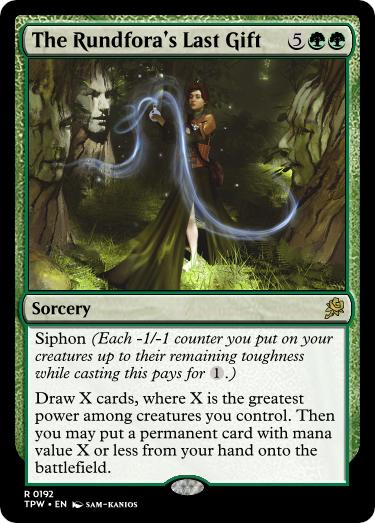 The Rundfora's Last Gift 5
Sorcery
Siphon (Each -1/-1 counter you put on your
creatures up to their remaining toughness
while casting this pays for 1.)
Draw X cards, where X is the greatest
power among creatures you control. Then
you may put a permanent card with mana
value X or less from your hand onto the
battlefield.
R 0192
TPW • EN SAM-KANIOS